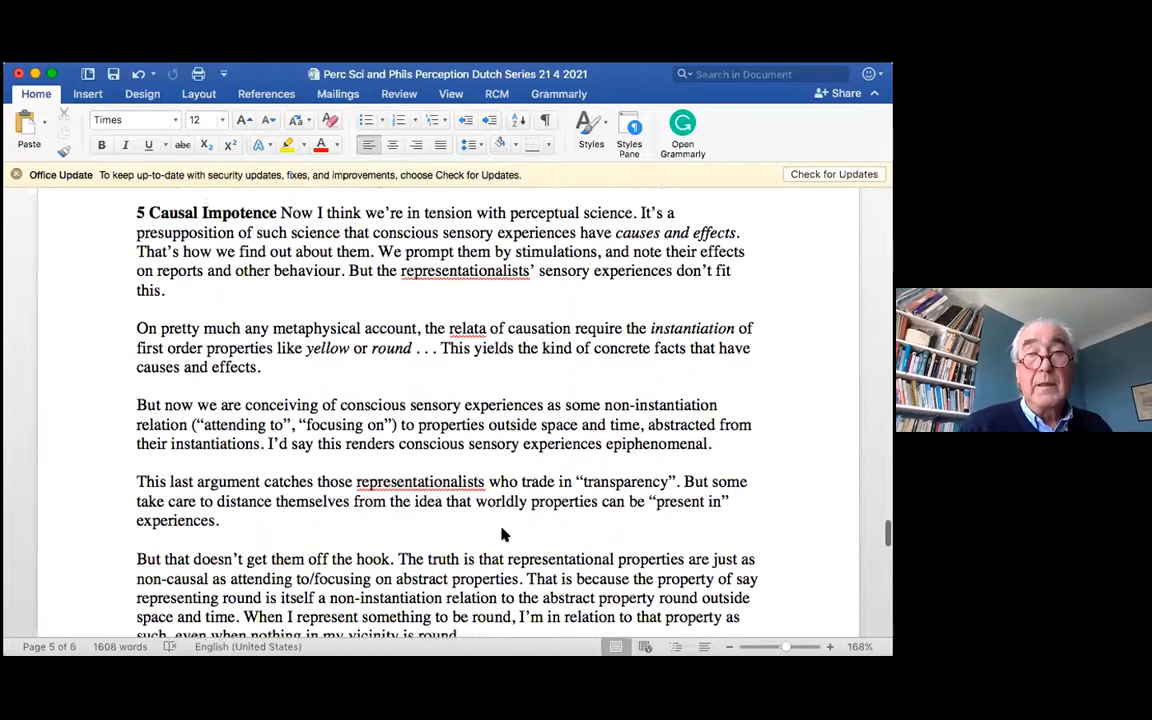 Perc Sci and Phils Perception Dutch Series 21 4 2021
Search in Document
Home Insert Design Layout References Mailings Review View RCM Grammarly
Share
Paste
Times
12
B I U abc X2 X2
Styles
Styles Pane
Open Grammarly
Office Update To keep up-to-date with security updates, fixes, and improvements, choose Check for Updates.
Check for Updates
5 Causal Impotence Now I think we're in tension with perceptual science. It's a
presupposition of such science that conscious sensory experiences have causes and effects.
That's how we find out about them. We prompt them by stimulations, and note their effects
on reports and other behaviour. But the representationalists' sensory experiences don't fit
this.
On pretty much any metaphysical account, the relata of causation require the instantiation of
first order properties like yellow or round . . . This yields the kind of concrete facts that have
causes and effects.
But now we are conceiving of conscious sensory experiences as some non-instantiation
relation ("attending to", "focusing on") to properties outside space and time, abstracted from
their instantiations. I'd say this renders conscious sensory experiences epiphenomenal.
This last argument catches those representationalists who trade in "transparency". But some
take care to distance themselves from the idea that worldly properties can be "present in"
experiences.
But that doesn't get them off the hook. The truth is that representational properties are just as
non-causal as attending to/focusing on abstract properties. That is because the property of say
representing round is itself a non-instantiation relation to the abstract property round outside
space and time. When I represent something to be round, I'm in relation to that property as
such, even when nothing in my vicinity is round.
Page 5 of 6 1608 words English (United States) 168%